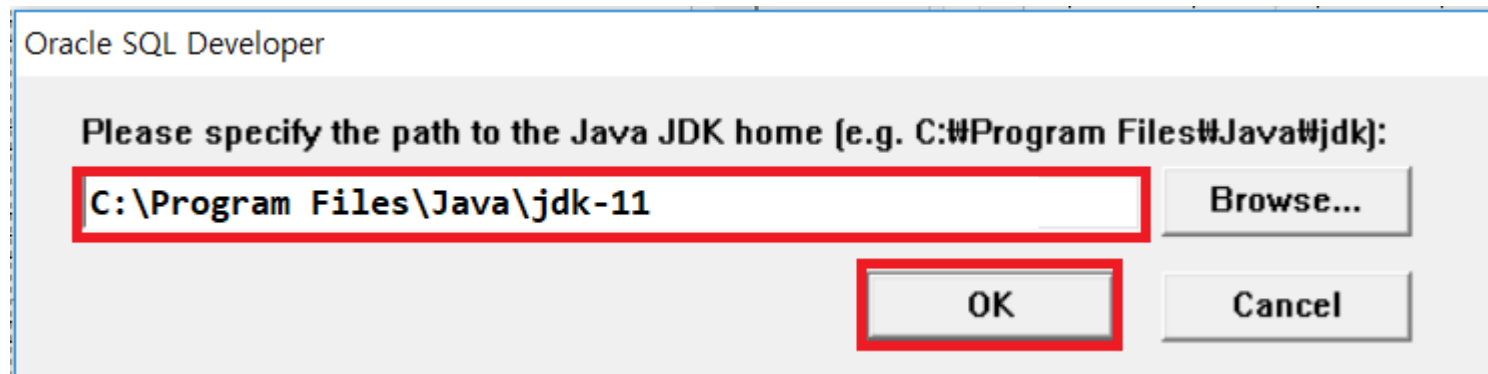 Oracle SQL Developer
Please specify the path to the Java JDK home (e.g. C:₩Program Files₩Java₩jdk):
C:\Program Files\Java\jdk-11
Browse...
OK
Cancel